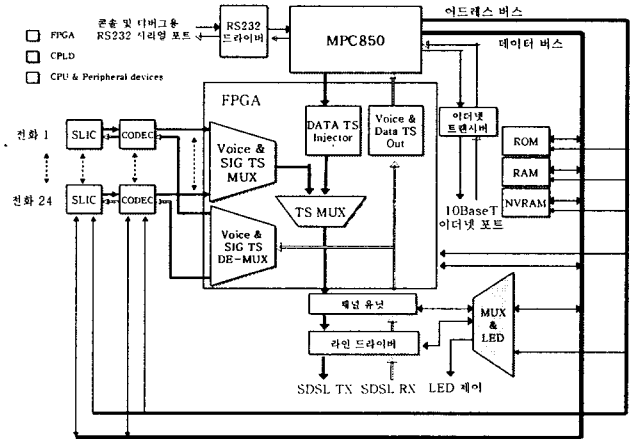 콘솔 및 디버그용
RS232 시리얼 포트
RS232
드라이버
MPC850
어드레스 버스
데이터 버스
FPGA
CPLD
CPU & Peripheral devices
FPGA
DATA TS
Injector
Voice &
Data TS
Out
이더넷
트랜시버
ROM
RAM
NVRAM
10BaseT
이더넷 포트
전화 1
SLIC
CODEC
전화 24
SLIC
CODEC
Voice &
SIG TS
MUX
TS MUX
Voice &
SIG TS
DE-MUX
채널 유닛
라인 드라이버
MUX
&
LED
SDSL TX
SDSL RX
LED 제어